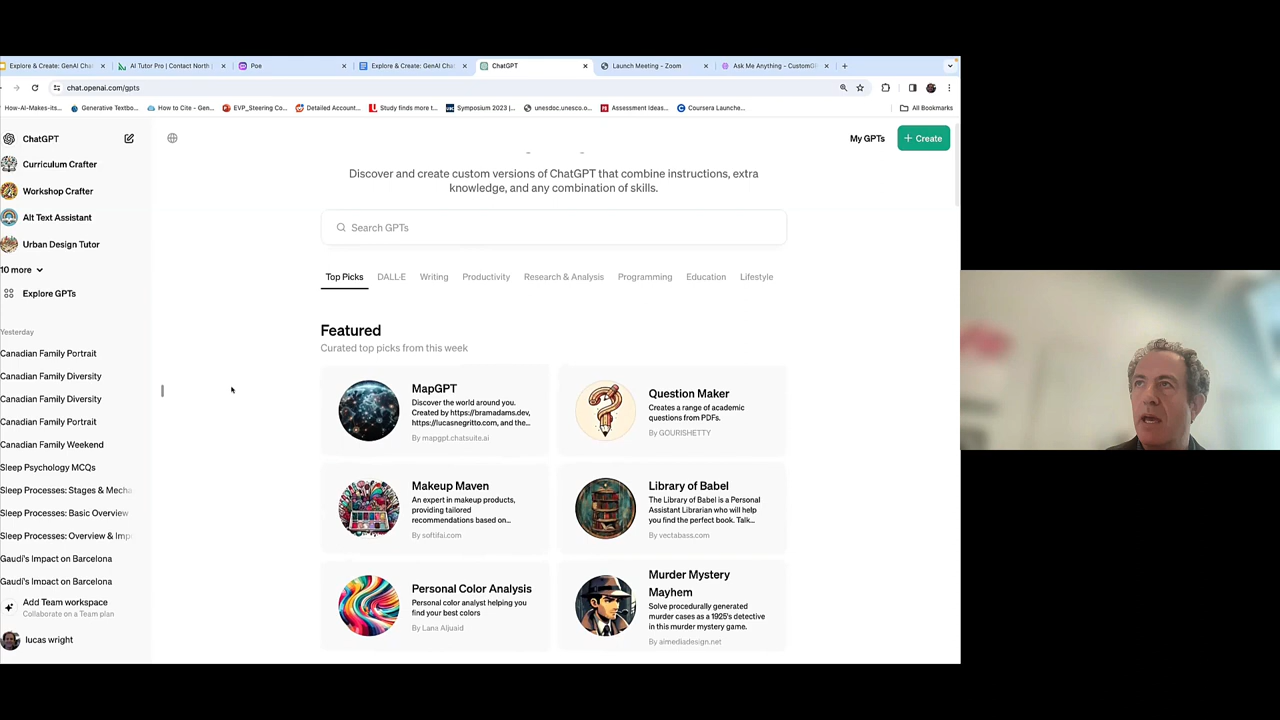 Explore & Create: GenAI Cha
AI Tutor Pro | Contact North |
Poe
Explore & Create: GenAI Cha
ChatGPT
Launch Meeting - Zoom
Ask Me Anything - CustomG
chat.openai.com/gpts
How-AI-Makes-its...
Generative Textbo...
How to Cite - Gen...
EVP_Steering Co...
Detailed Account...
Study finds more t...
Symposium 2023 |...
unesdoc.unesco.o...
Assessment Ideas...
Coursera Launche...
All Bookmarks
ChatGPT
Curriculum Crafter
Workshop Crafter
Alt Text Assistant
Urban Design Tutor
10 more
Explore GPTs
Yesterday
Canadian Family Portrait
Canadian Family Diversity
Canadian Family Diversity
Canadian Family Portrait
Canadian Family Weekend
Sleep Psychology MCQs
Sleep Processes: Stages & Mecha
Sleep Processes: Basic Overview
Sleep Processes: Overview & Imp
Gaudi's Impact on Barcelona
Gaudi's Impact on Barcelona
Add Team workspace
Collaborate on a Team plan
lucas wright
My GPTs
+ Create
Discover and create custom versions of ChatGPT that combine instructions, extra
knowledge, and any combination of skills.
Search GPTs
Top Picks
DALL·E
Writing
Productivity
Research & Analysis
Programming
Education
Lifestyle
Featured
Curated top picks from this week
MapGPT
Discover the world around you.
Created by https://bramadams.dev,
https://lucasnegritto.com, and the...
By mapgpt.chatsuite.ai
Question Maker
Creates a range of academic
questions from PDFs.
By GOURISHETTY
Makeup Maven
An expert in makeup products,
providing tailored
recommendations based on...
By softifai.com
Library of Babel
The Library of Babel is a Personal
Assistant Librarian who will help
you find the perfect book. Talk...
By vectabass.com
Personal Color Analysis
Personal color analyst helping you
find your best colors
By Lana Aljuaid
Murder Mystery
Mayhem
Solve procedurally generated
murder cases as a 1925's detective
in this murder mystery game.
By aimediadesign.net